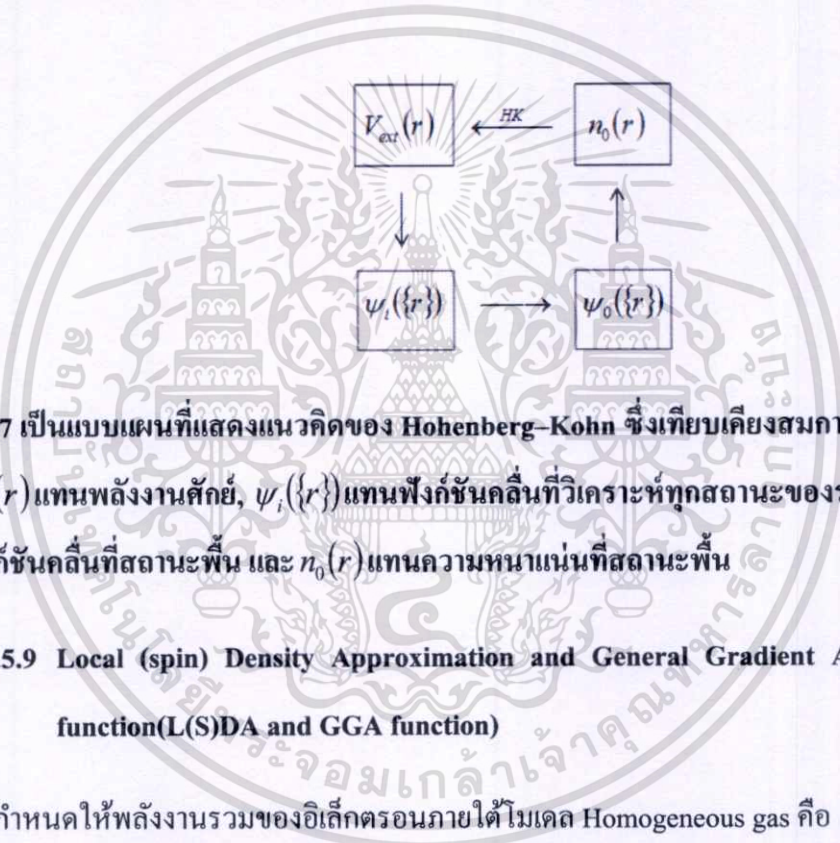 V_ext(r) ← HK n_0(r)
ψ_i({r}) → ψ_0({r})
7 เป็นแบบแผนที่แสดงแนวคิดของ Hohenberg–Kohn ซึ่งเทียบเคียงสมกา
(r) แทนพลังงานศักย์, ψ_i({r}) แทนฟังก์ชันคลื่นที่วิเคราะห์ทุกสถานะของ
ก์ชันคลื่นที่สถานะพื้น และ n_0(r) แทนความหนาแน่นที่สถานะพื้น
5.9 Local (spin) Density Approximation and General Gradient A
function(L(S)DA and GGA function)
กำหนดให้พลังงานรวมของอิเล็กตรอนภายใต้โมเดล Homogeneous gas คือ